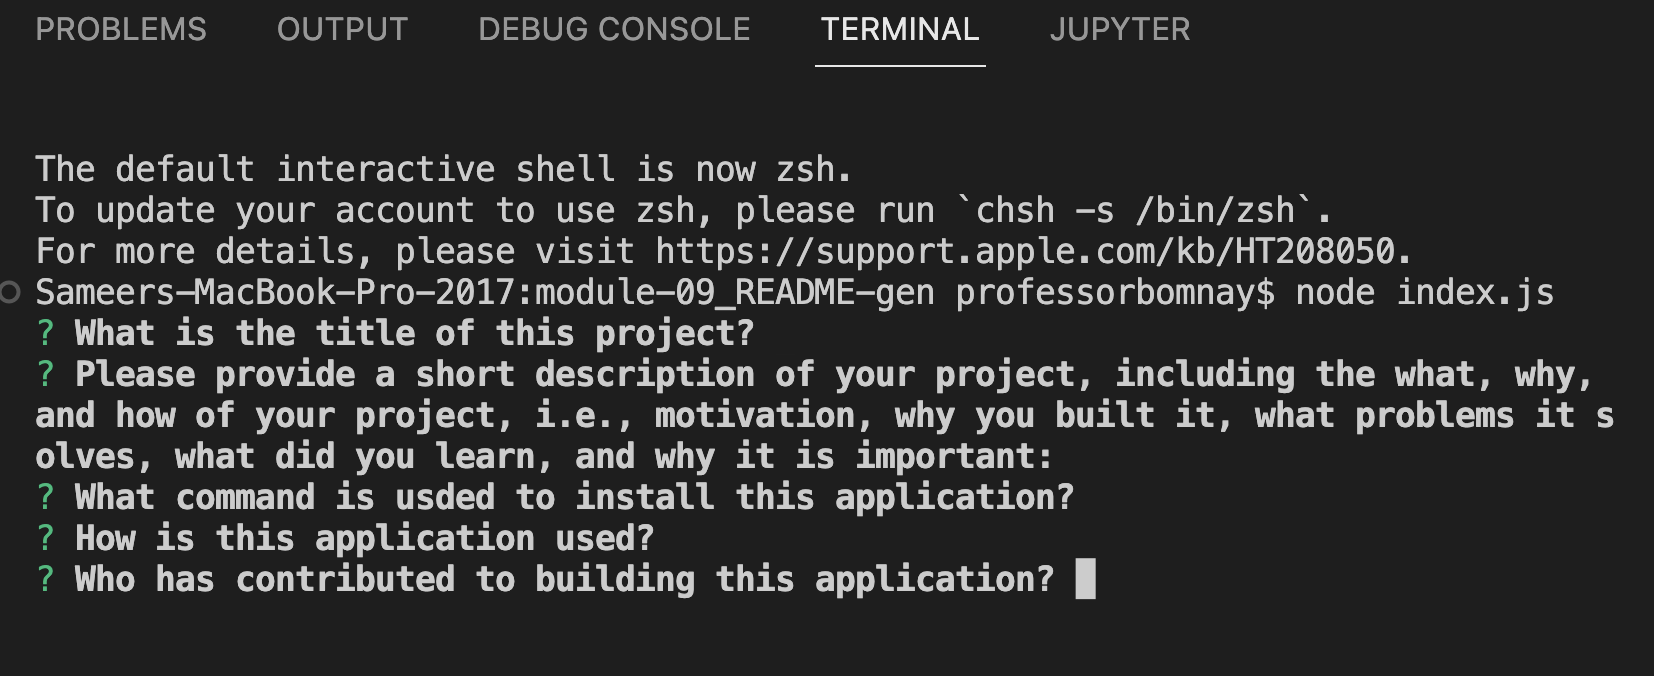 PROBLEMS OUTPUT DEBUG CONSOLE TERMINAL JUPYTER
The default interactive shell is now zsh.
To update your account to use zsh, please run `chsh -s /bin/zsh`.
For more details, please visit https://support.apple.com/kb/HT208050.
Sameers-MacBook-Pro-2017:module-09_README-gen professorbomnay$ node index.js
? What is the title of this project?
? Please provide a short description of your project, including the what, why,
and how of your project, i.e., motivation, why you built it, what problems it s
olves, what did you learn, and why it is important:
? What command is usded to install this application?
? How is this application used?
? Who has contributed to building this application?